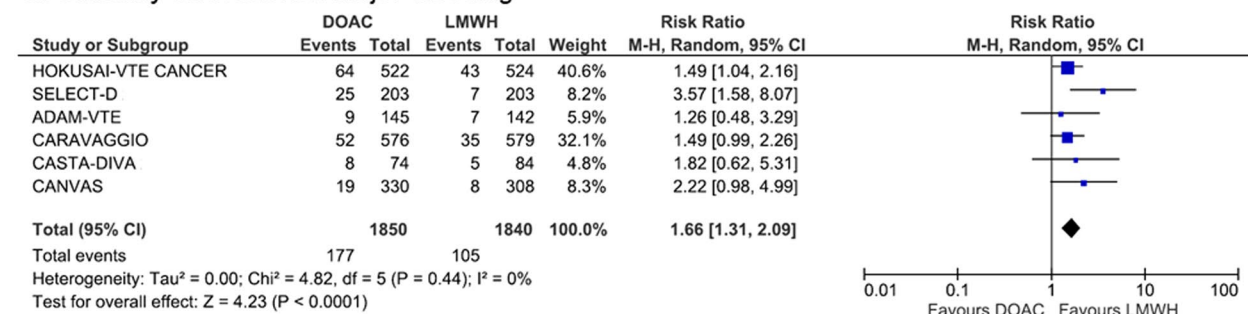 DOAC LMWH Risk Ratio Risk Ratio
Study or Subgroup Events Total Events Total Weight M-H, Random, 95% CI M-H, Random, 95% CI
HOKUSAI-VTE CANCER 64 522 43 524 40.6% 1.49 [1.04, 2.16]
SELECT-D 25 203 7 203 8.2% 3.57 [1.58, 8.07]
ADAM-VTE 9 145 7 142 5.9% 1.26 [0.48, 3.29]
CARAVAGGIO 52 576 35 579 32.1% 1.49 [0.99, 2.26]
CASTA-DIVA 8 74 5 84 4.8% 1.82 [0.62, 5.31]
CANVAS 19 330 8 308 8.3% 2.22 [0.98, 4.99]
Total (95% CI) 1850 1840 100.0% 1.66 [1.31, 2.09]
Total events 177 105
Heterogeneity: Tau² = 0.00; Chi² = 4.82, df = 5 (P = 0.44); I² = 0%
Test for overall effect: Z = 4.23 (P < 0.0001)
0.01 0.1 1 10 100
Favours DOAC Favours LMWH